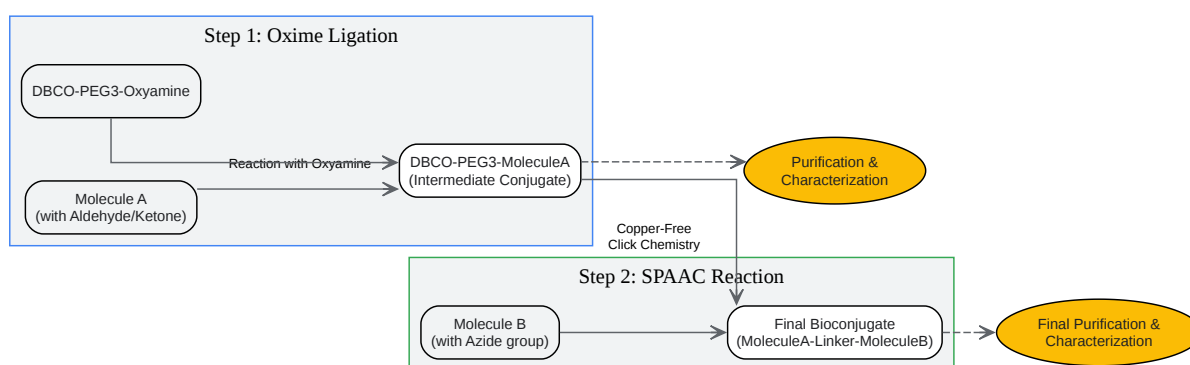 Step 1: Oxime Ligation
DBCO-PEG3-Oxyamine
Reaction with Oxyamine
Molecule A
(with Aldehyde/Ketone)
DBCO-PEG3-MoleculeA
(Intermediate Conjugate)
Purification &
Characterization
Copper-Free
Click Chemistry
Step 2: SPAAC Reaction
Molecule B
(with Azide group)
Final Bioconjugate
(MoleculeA-Linker-MoleculeB)
Final Purification &
Characterization